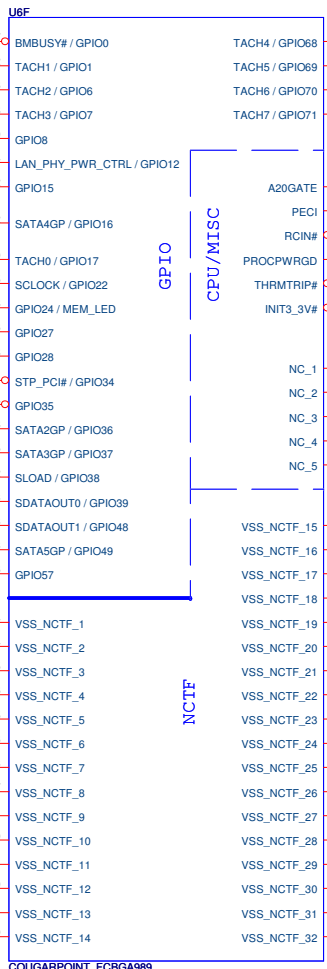 U6F
BMBUSY# / GPIO0
TACH1 / GPIO1
TACH2 / GPIO6
TACH3 / GPIO7
GPIO8
LAN_PHY_PWR_CTRL / GPIO12
GPIO15
SATA4GP / GPIO16
TACH0 / GPIO17
SCLOCK / GPIO22
GPIO24 / MEM_LED
GPIO27
GPIO28
STP_PCI# / GPIO34
GPIO35
SATA2GP / GPIO36
SATA3GP / GPIO37
SLOAD / GPIO38
SDATAOUT0 / GPIO39
SDATAOUT1 / GPIO48
SATA5GP / GPIO49
GPIO57
VSS_NCTF_1
VSS_NCTF_2
VSS_NCTF_3
VSS_NCTF_4
VSS_NCTF_5
VSS_NCTF_6
VSS_NCTF_7
VSS_NCTF_8
VSS_NCTF_9
VSS_NCTF_10
VSS_NCTF_11
VSS_NCTF_12
VSS_NCTF_13
VSS_NCTF_14
GPIO
CPU/MISC
NCTF
TACH4 / GPIO68
TACH5 / GPIO69
TACH6 / GPIO70
TACH7 / GPIO71
A20GATE
PECI
RCIN#
PROCPWRGD
THRMTRIP#
INIT3_3V#
NC_1
NC_2
NC_3
NC_4
NC_5
VSS_NCTF_15
VSS_NCTF_16
VSS_NCTF_17
VSS_NCTF_18
VSS_NCTF_19
VSS_NCTF_20
VSS_NCTF_21
VSS_NCTF_22
VSS_NCTF_23
VSS_NCTF_24
VSS_NCTF_25
VSS_NCTF_26
VSS_NCTF_27
VSS_NCTF_28
VSS_NCTF_29
VSS_NCTF_30
VSS_NCTF_31
VSS_NCTF_32
COUGARPOINT_FCBGA989